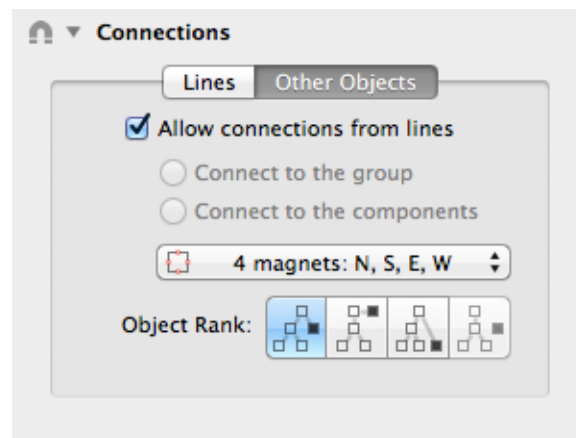 Connections
Lines Other Objects
Allow connections from lines
Connect to the group
Connect to the components
4 magnets: N, S, E, W
Object Rank: